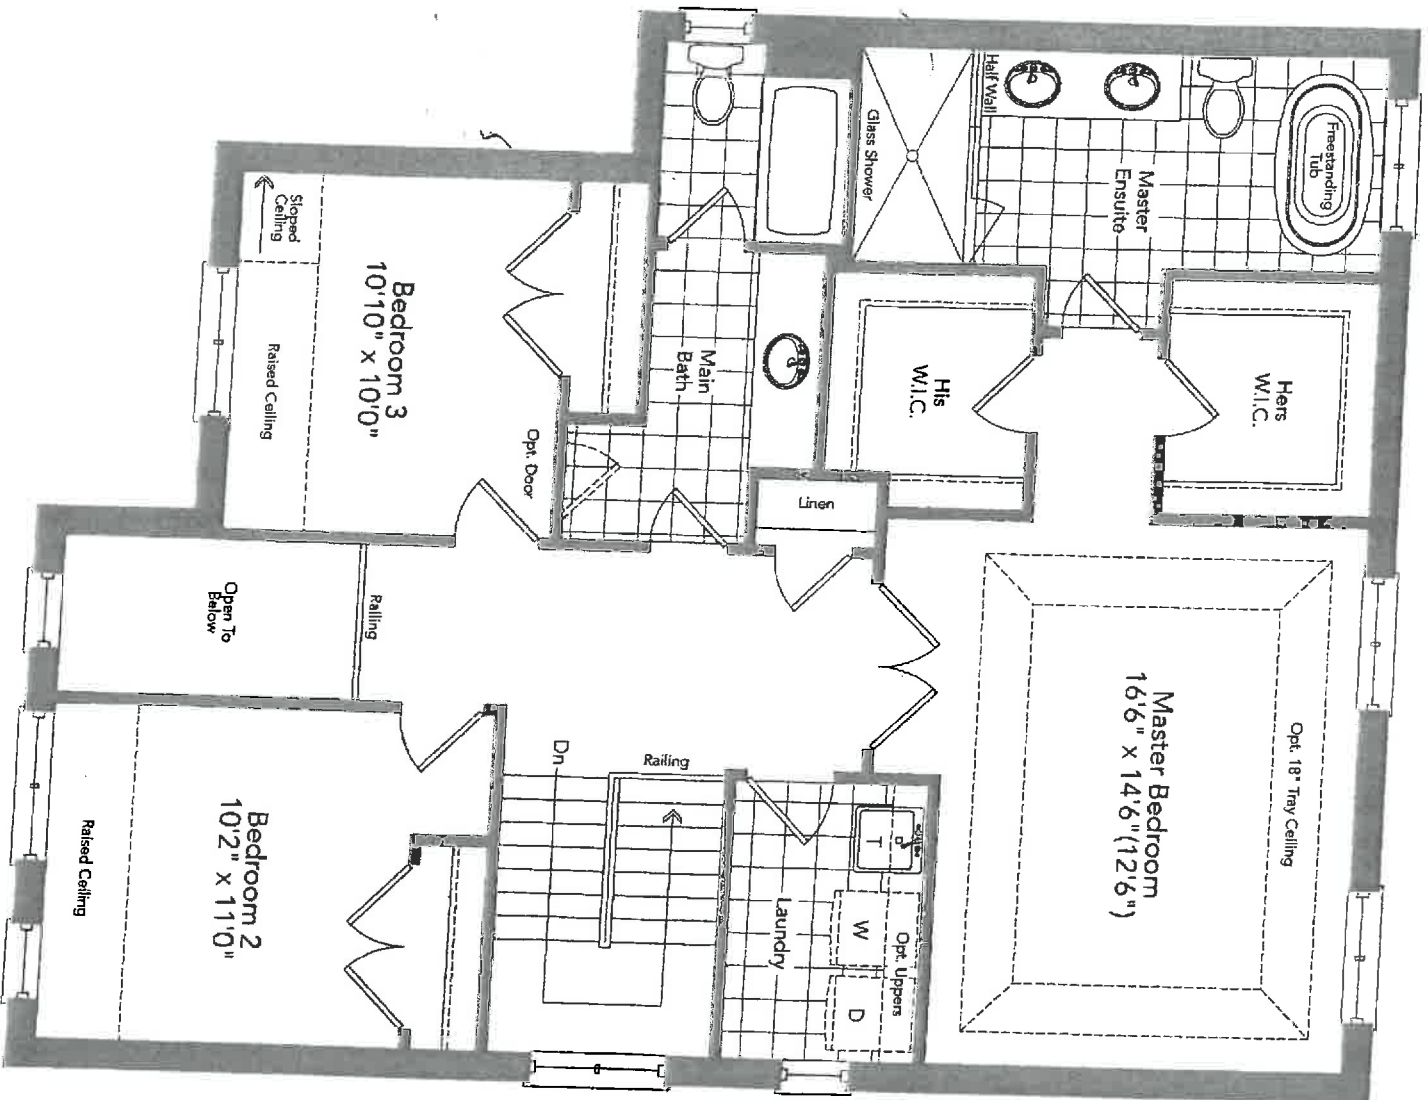 Freestanding
Tub
Master
Ensuite
Half Wall
Glass Shower
Hers
W.I.C.
His
W.I.C.
Main
Bath
Linen
Opt. Door
Bedroom 3
10'10" x 10'0"
Sloped
Ceiling
Raised Ceiling
Master Bedroom
16'6" x 14'6"(12'6")
Opt. 18" Tray Ceiling
Open To
Below
Railing
Railing
Dn
T
W
D
Opt. Uppers
Laundry
Bedroom 2
10'2" x 11'0"
Raised Ceiling